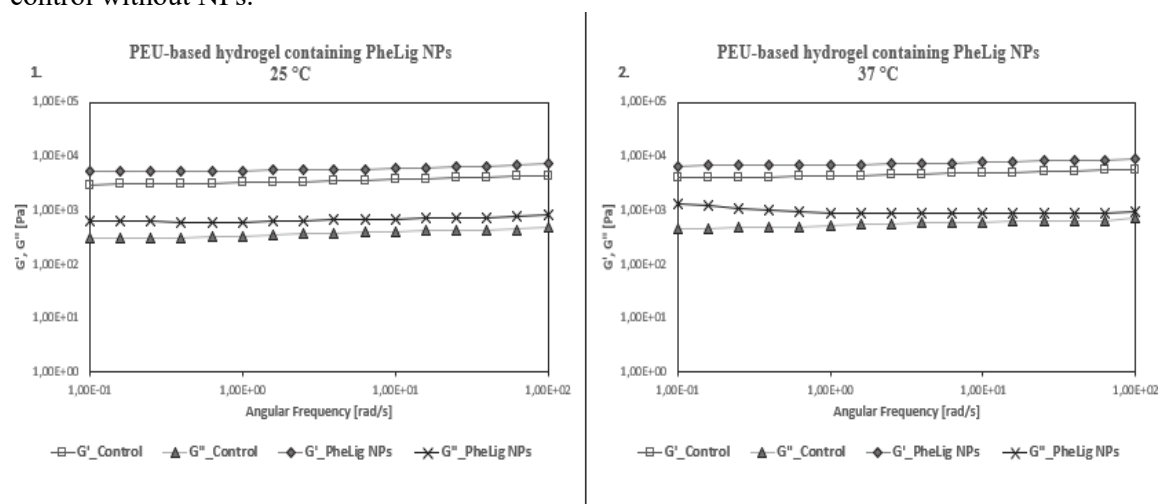 control without NPs.
PEU-based hydrogel containing PheLig NPs
1.
25 °C
1,00E+05
1,00E+04
1,00E+03
1,00E+02
1,00E+01
1,00E+00
G', G'' [Pa]
1,00E-01 1,00E+00 1,00E+01 1,00E+02
Angular Frequency [rad/s]
G'_Control G''_Control G'_PheLig NPs G''_PheLig NPs
PEU-based hydrogel containing PheLig NPs
2.
37 °C
1,00E+05
1,00E+04
1,00E+03
1,00E+02
1,00E+01
1,00E+00
G', G'' [Pa]
1,00E-01 1,00E+00 1,00E+01 1,00E+02
Angular Frequency [rad/s]
G'_Control G''_Control G'_PheLig NPs G''_PheLig NPs